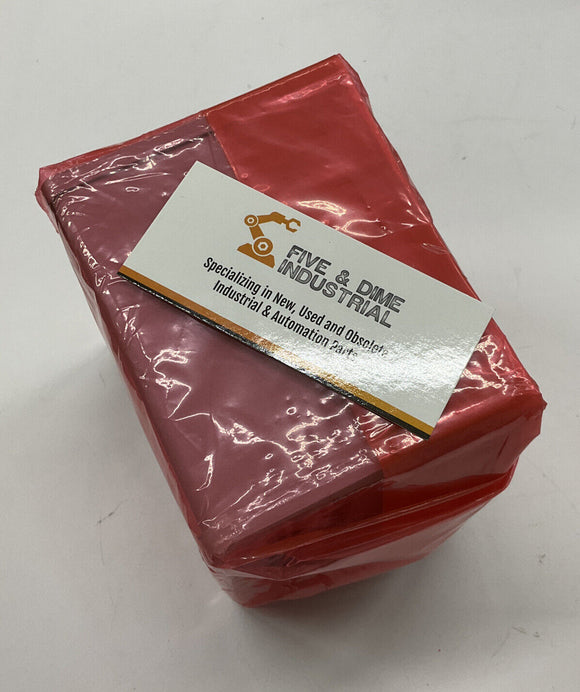 FIVE & DIME
INDUSTRIAL
Specializing in New, Used and Obsolete
Industrial & Automation Parts